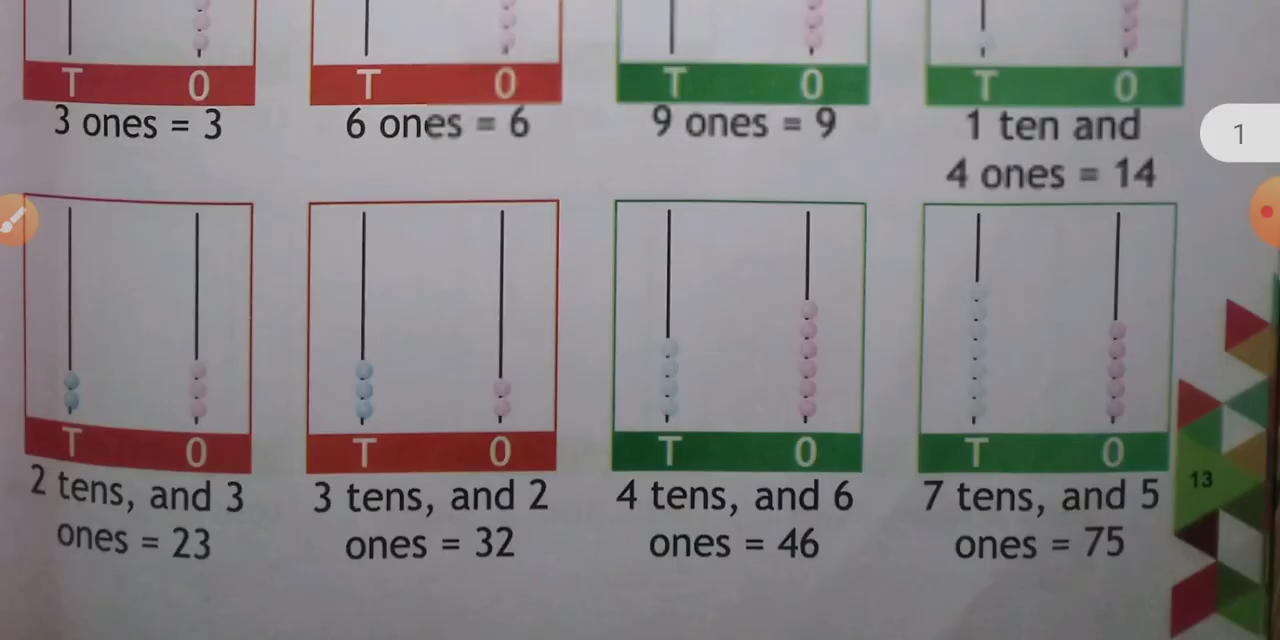 T O
3 ones = 3
T O
6 ones = 6
T O
9 ones = 9
T O
1 ten and
4 ones = 14
1
T O
2 tens, and 3
ones = 23
T O
3 tens, and 2
ones = 32
T O
4 tens, and 6
ones = 46
T O
7 tens, and 5
ones = 75
13